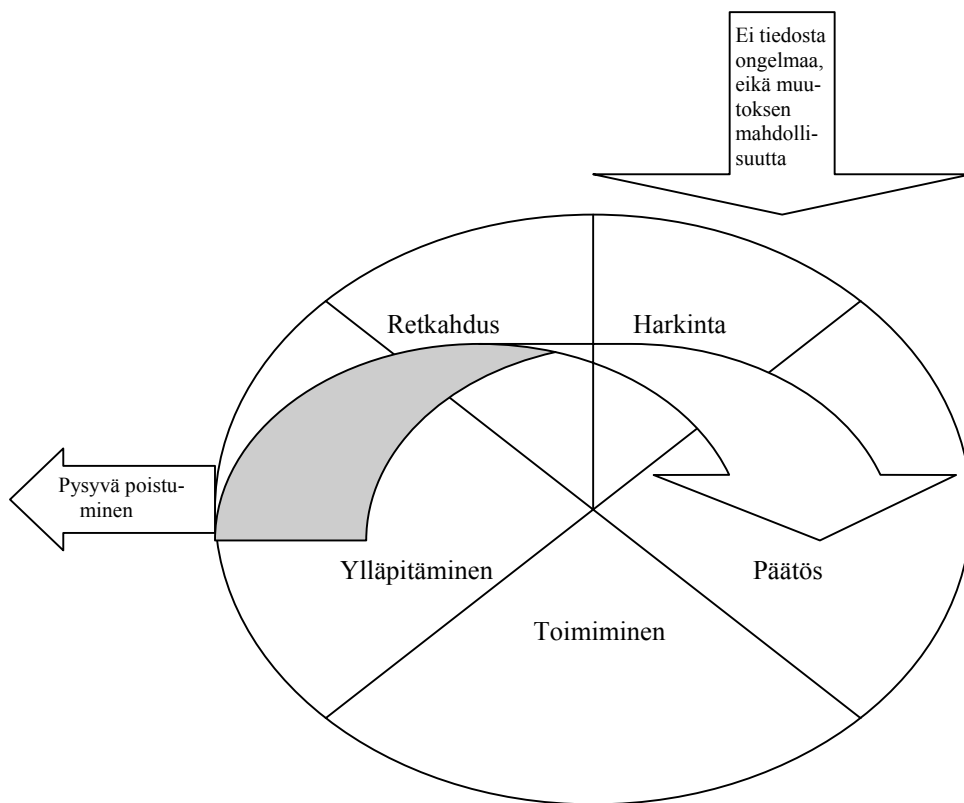 Ei tiedosta
ongelmaa,
eikä muu-
toksen
mahdolli-
suutta
Retkahdus
Harkinta
Pysyvä poistu-
minen
Ylläpitäminen
Päätös
Toimiminen